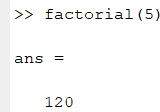 >> factorial(5)
ans =
120